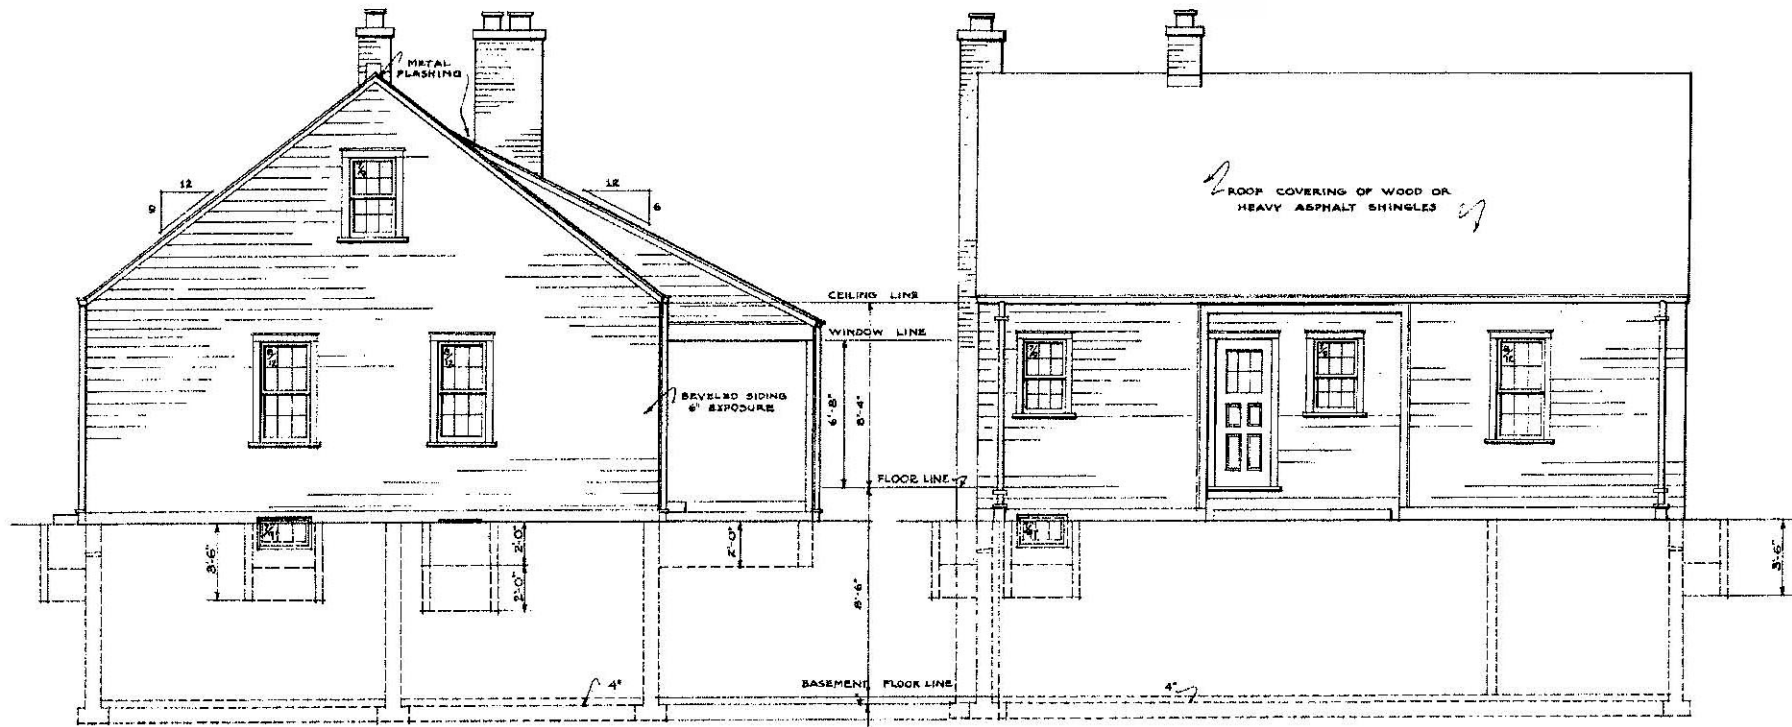 METAL
FLASHING
12
9
12
6
ROOF COVERING OF WOOD OR
HEAVY ASPHALT SHINGLES
CEILING LINE
WINDOW LINE
BEVELED SIDING
6" EXPOSURE
6'-8"
8'-4"
FLOOR LINE
3'-6"
2'-0"
2'-0"
2'-0"
8'-6"
3'-6"
BASEMENT FLOOR LINE
4"
4"